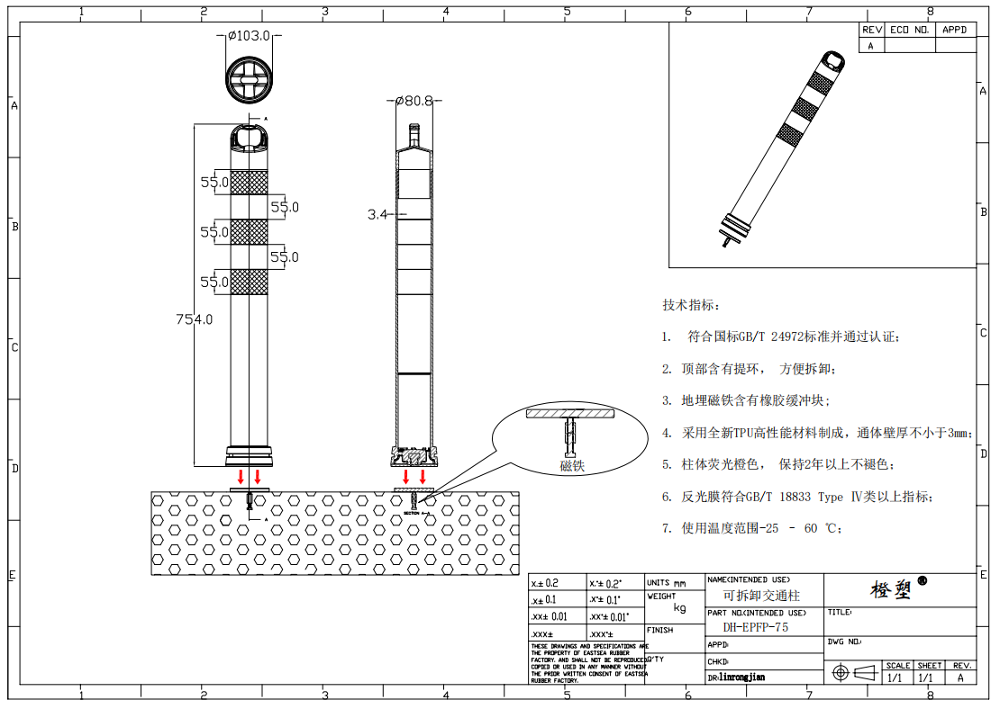 1 2 3 4 5 6 7 8
REV ECO NO. APPD
A
Ø103.0
Ø80.8
A
A
A
A
B
B
C
C
D
D
E
E
55.0
55.0
3.4
55.0
55.0
55.0
754.0
技术指标：
1. 符合国标GB/T 24972标准并通过认证；
2. 顶部含有提环， 方便拆卸；
3. 地埋磁铁含有橡胶缓冲块；
4. 采用全新TPU高性能材料制成，通体壁厚不小于3mm；
5. 柱体荧光橙色， 保持2年以上不褪色；
6. 反光膜符合GB/T 18833 Type Ⅳ类以上指标；
7. 使用温度范围-25 – 60 ℃；
磁铁
SECTION A-A
A
X.± 0.2 X.°± 0.2°
.X± 0.1 .X°± 0.1°
.XX± 0.01 .XX°± 0.01°
.XXX± .XXX°±
THESE DRAWINGS AND SPECIFICATIONS ARE
THE PROPERTY OF EASTSEA RUBBER
FACTORY. AND SHALL NOT BE REPRODUCED,
COPIED OR USED IN ANY MANNER WITHOUT
THE PRIOR WRITTEN CONSENT OF EASTSEA
RUBBER FACTORY.
UNITS mm
WEIGHT
kg
FINISH
Q'TY
NAME(INTENDED USE)
可拆卸交通柱
PART NO.(INTENDED USE)
DH-EPFP-75
APPD:
CHKD:
DR: linrongjian
橙塑®
TITLE:
DWG NO.:
SCALE SHEET REV.
1/1 1/1 A
1 2 3 4 5 6 7 8